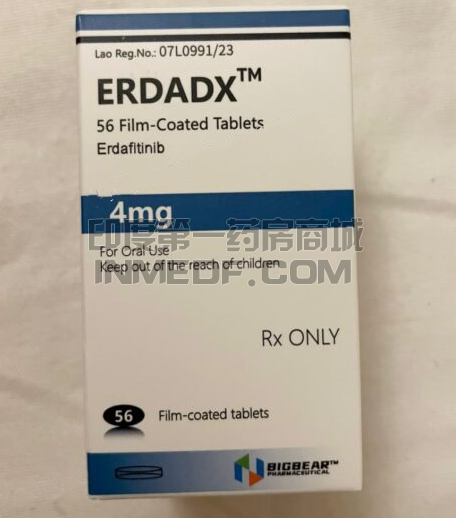 Lao Reg.No.: 07L0991/23
ERDADX™
56 Film-Coated Tablets
Erdafitinib
4mg
印度第一药房商城
For Oral Use
Keep out of the reach of children
INMEDF.COM
Rx ONLY
56 Film-coated tablets
BIGBEAR™
PHARMACEUTICAL